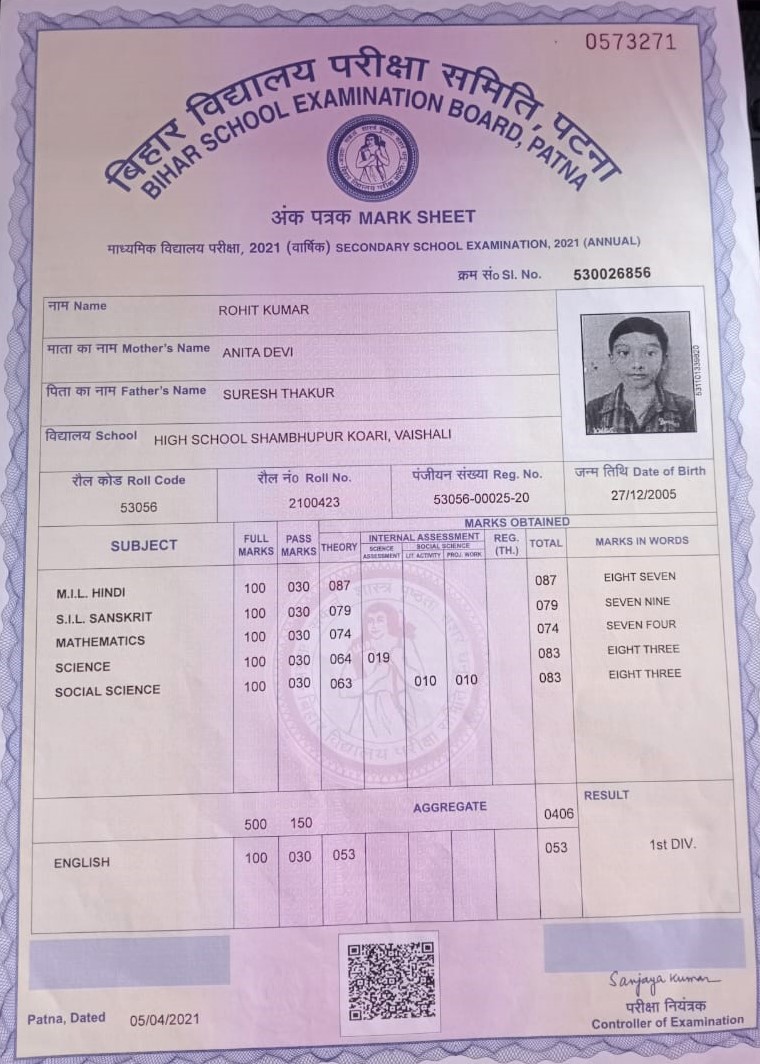 0573271
बिहार विद्यालय परीक्षा समिति, पटना
BIHAR SCHOOL EXAMINATION BOARD, PATNA
अंक पत्रक MARK SHEET
माध्यमिक विद्यालय परीक्षा, 2021 (वार्षिक) SECONDARY SCHOOL EXAMINATION, 2021 (ANNUAL)
क्रम सं० Sl. No. 530026856
नाम Name ROHIT KUMAR
माता का नाम Mother's Name ANITA DEVI
पिता का नाम Father's Name SURESH THAKUR
विद्यालय School HIGH SCHOOL SHAMBHUPUR KOARI, VAISHALI
रौल कोड Roll Code रौल नं० Roll No. पंजीयन संख्या Reg. No. जन्म तिथि Date of Birth
53056 2100423 53056-00025-20 27/12/2005
MARKS OBTAINED
SUBJECT FULL MARKS PASS MARKS THEORY INTERNAL ASSESSMENT REG. (TH.) TOTAL MARKS IN WORDS
SCIENCE ASSESSMENT SOCIAL SCIENCE
LIT ACTIVITY PROJ. WORK
M.I.L. HINDI 100 030 087 087 EIGHT SEVEN
S.I.L. SANSKRIT 100 030 079 079 SEVEN NINE
MATHEMATICS 100 030 074 074 SEVEN FOUR
SCIENCE 100 030 064 019 083 EIGHT THREE
SOCIAL SCIENCE 100 030 063 010 010 083 EIGHT THREE
500 150 AGGREGATE 0406 RESULT
ENGLISH 100 030 053 053 1st DIV.
Sanjaya Kumar
Patna, Dated 05/04/2021
परीक्षा नियंत्रक
Controller of Examination